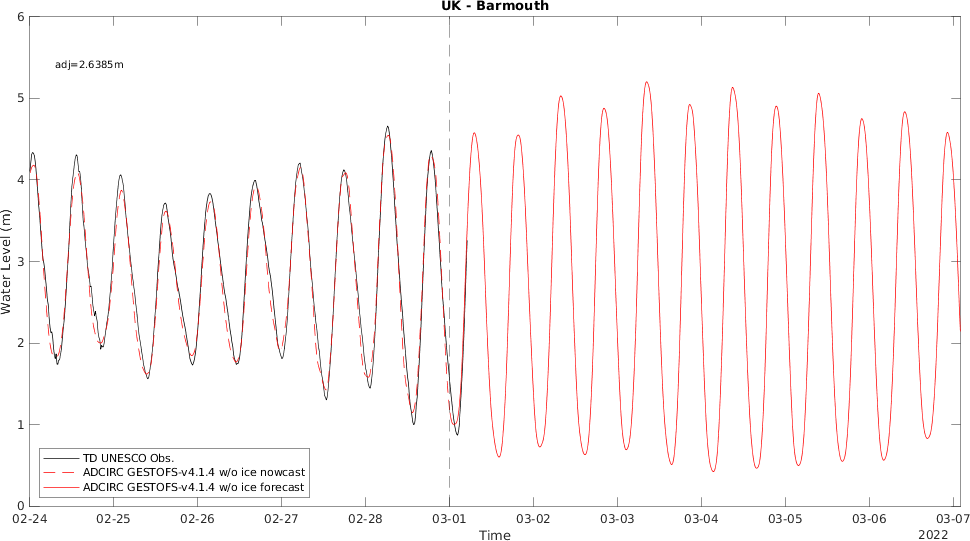 UK - Barmouth
6
adj=2.6385m
5
4
3
2
1
0
Water Level (m)
TD UNESCO Obs.
ADCIRC GESTOFS-v4.1.4 w/o ice nowcast
ADCIRC GESTOFS-v4.1.4 w/o ice forecast
02-24 02-25 02-26 02-27 02-28 03-01 03-02 03-03 03-04 03-05 03-06 03-07
Time
2022